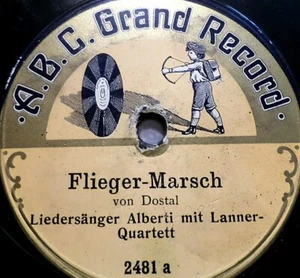 · A.B.C. Grand Record ·
Flieger-Marsch
von Dostal
Liedersänger Alberti mit Lanner-
Quartett
2481 a